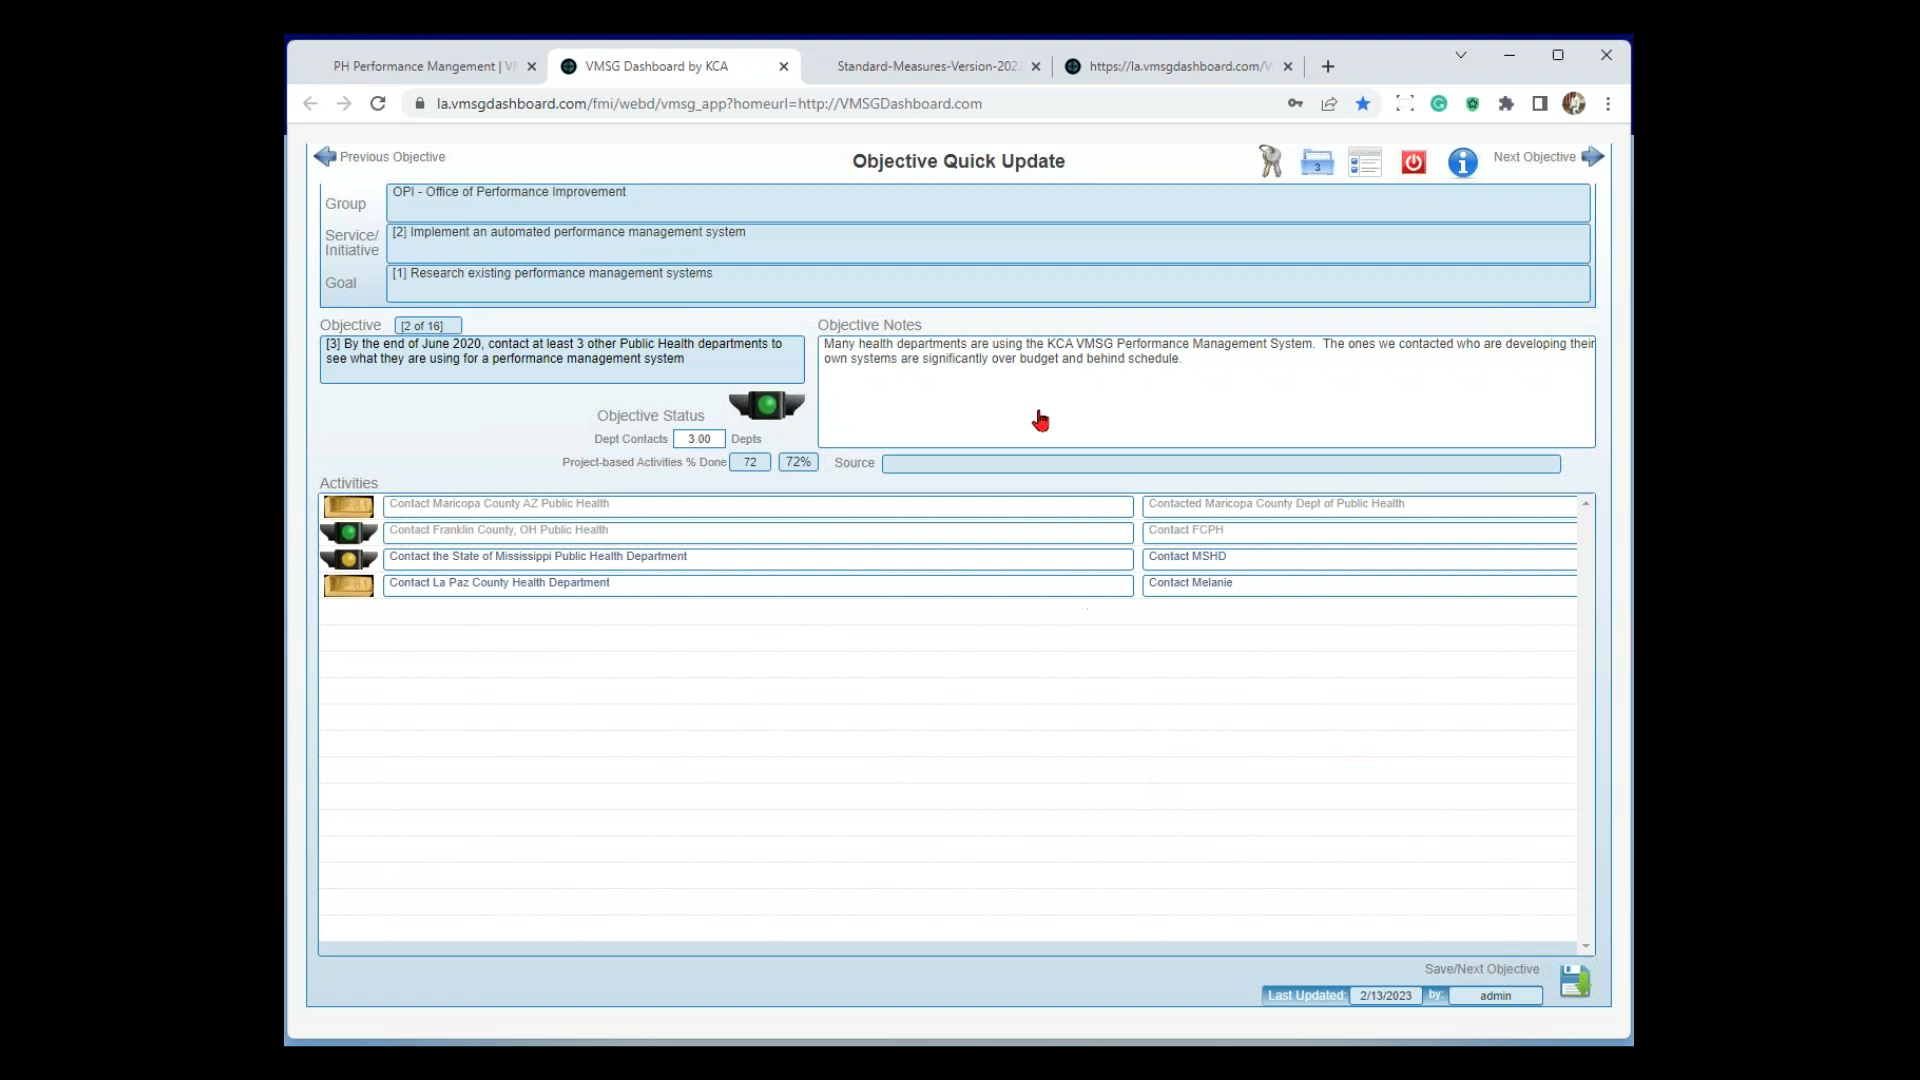 PH Performance Mangement |
VMSG Dashboard by KCA
Standard-Measures-Version-202
https://la.vmsgdashboard.com/V
la.vmsgdashboard.com/fmi/webd/vmsg_app?homeurl=http://VMSGDashboard.com
Previous Objective
Objective Quick Update
3
Next Objective
Group
OPI - Office of Performance Improvement
Service/
Initiative
[2] Implement an automated performance management system
Goal
[1] Research existing performance management systems
Objective
[2 of 16]
[3] By the end of June 2020, contact at least 3 other Public Health departments to
see what they are using for a performance management system
Objective Notes
Many health departments are using the KCA VMSG Performance Management System. The ones we contacted who are developing their
own systems are significantly over budget and behind schedule.
Objective Status
Dept Contacts 3.00 Depts
Project-based Activities % Done 72 72%
Source
Activities
Contact Maricopa County AZ Public Health
Contacted Maricopa County Dept of Public Health
Contact Franklin County, OH Public Health
Contact FCPH
Contact the State of Mississippi Public Health Department
Contact MSHD
Contact La Paz County Health Department
Contact Melanie
Save/Next Objective
Last Updated: 2/13/2023 by: admin